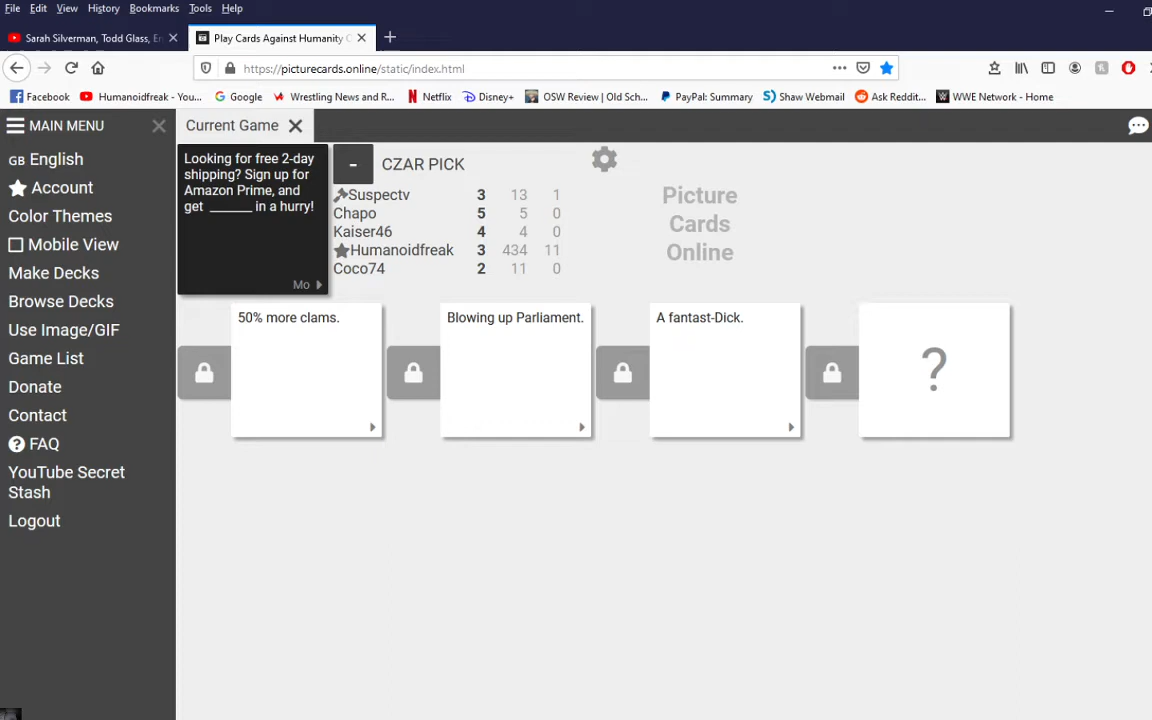 File Edit View History Bookmarks Tools Help
Sarah Silverman, Todd Glass, Er
Play Cards Against Humanity O
https://picturecards.online/static/index.html
Facebook Humanoidfreak - You... Google Wrestling News and R... Netflix Disney+ OSW Review | Old Sch... PayPal: Summary Shaw Webmail Ask Reddit... WWE Network - Home
MAIN MENU
GB English
Account
Color Themes
Mobile View
Make Decks
Browse Decks
Use Image/GIF
Game List
Donate
Contact
FAQ
YouTube Secret
Stash
Logout
Current Game
Looking for free 2-day
shipping? Sign up for
Amazon Prime, and
get ______ in a hurry!
Mo
- CZAR PICK
Suspectv 3 13 1
Chapo 5 5 0
Kaiser46 4 4 0
Humanoidfreak 3 434 11
Coco74 2 11 0
Picture
Cards
Online
50% more clams.
Blowing up Parliament.
A fantast-Dick.
?